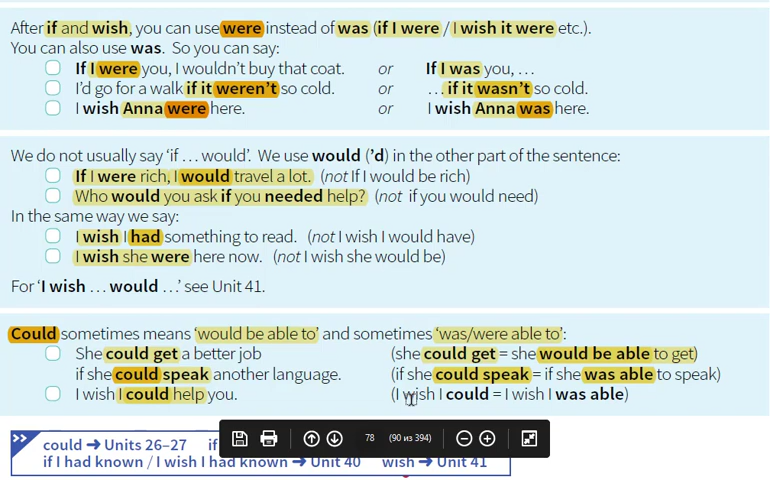 After if and wish, you can use were instead of was (if I were / I wish it were etc.).
You can also use was. So you can say:
If I were you, I wouldn't buy that coat. or If I was you, …
I'd go for a walk if it weren't so cold. or … if it wasn't so cold.
I wish Anna were here. or I wish Anna was here.
We do not usually say 'if … would'. We use would ('d) in the other part of the sentence:
If I were rich, I would travel a lot. (not If I would be rich)
Who would you ask if you needed help? (not if you would need)
In the same way we say:
I wish I had something to read. (not I wish I would have)
I wish she were here now. (not I wish she would be)
For 'I wish … would …' see Unit 41.
Could sometimes means 'would be able to' and sometimes 'was/were able to':
She could get a better job (she could get = she would be able to get)
if she could speak another language. (if she could speak = if she was able to speak)
I wish I could help you. (I wish I could = I wish I was able)
78 (90 из 394)
could → Units 26–27 if
if I had known / I wish I had known → Unit 40 wish → Unit 41